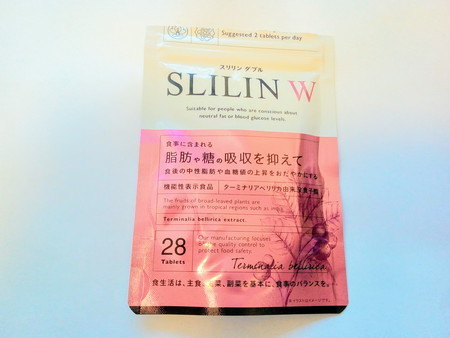 Suggested 2 tablets per day
スリリン ダブル
SLILIN W
Suitable for people who are conscious about
neutral fat or blood glucose levels.
食事に含まれる
脂肪や糖の吸収を抑えて
食後の中性脂肪や血糖値の上昇をおだやかにする
機能性表示食品
ターミナリアベリリカ由来没食子酸
The fruits of broad-leaved plants are
mainly grown in tropical regions such as
Terminalia bellirica extract.
28
Tablets
Our manufacturing focuses
on the quality control to
protect food safety.
Terminalia bellirica
食生活は、主食、主菜、副菜を基本に、食事のバランスを。